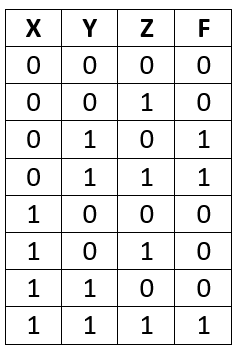 X Y Z F
0 0 0 0
0 0 1 0
0 1 0 1
0 1 1 1
1 0 0 0
1 0 1 0
1 1 0 0
1 1 1 1